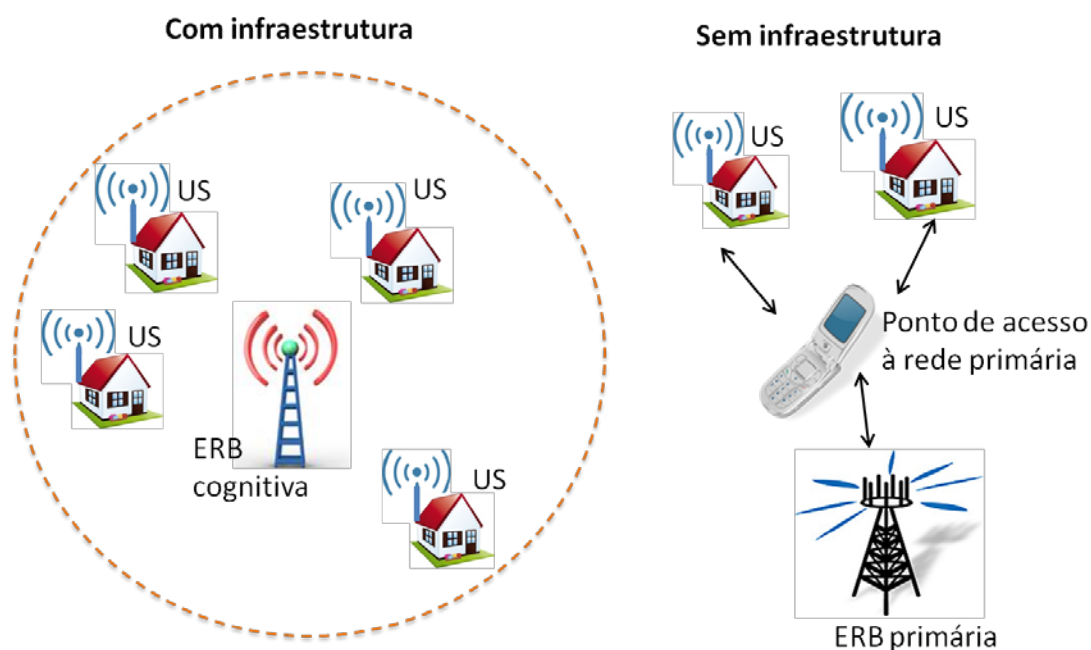 Com infraestrutura
US
US
US
ERB
cognitiva
US
Sem infraestrutura
US
US
Ponto de acesso
à rede primária
ERB primária